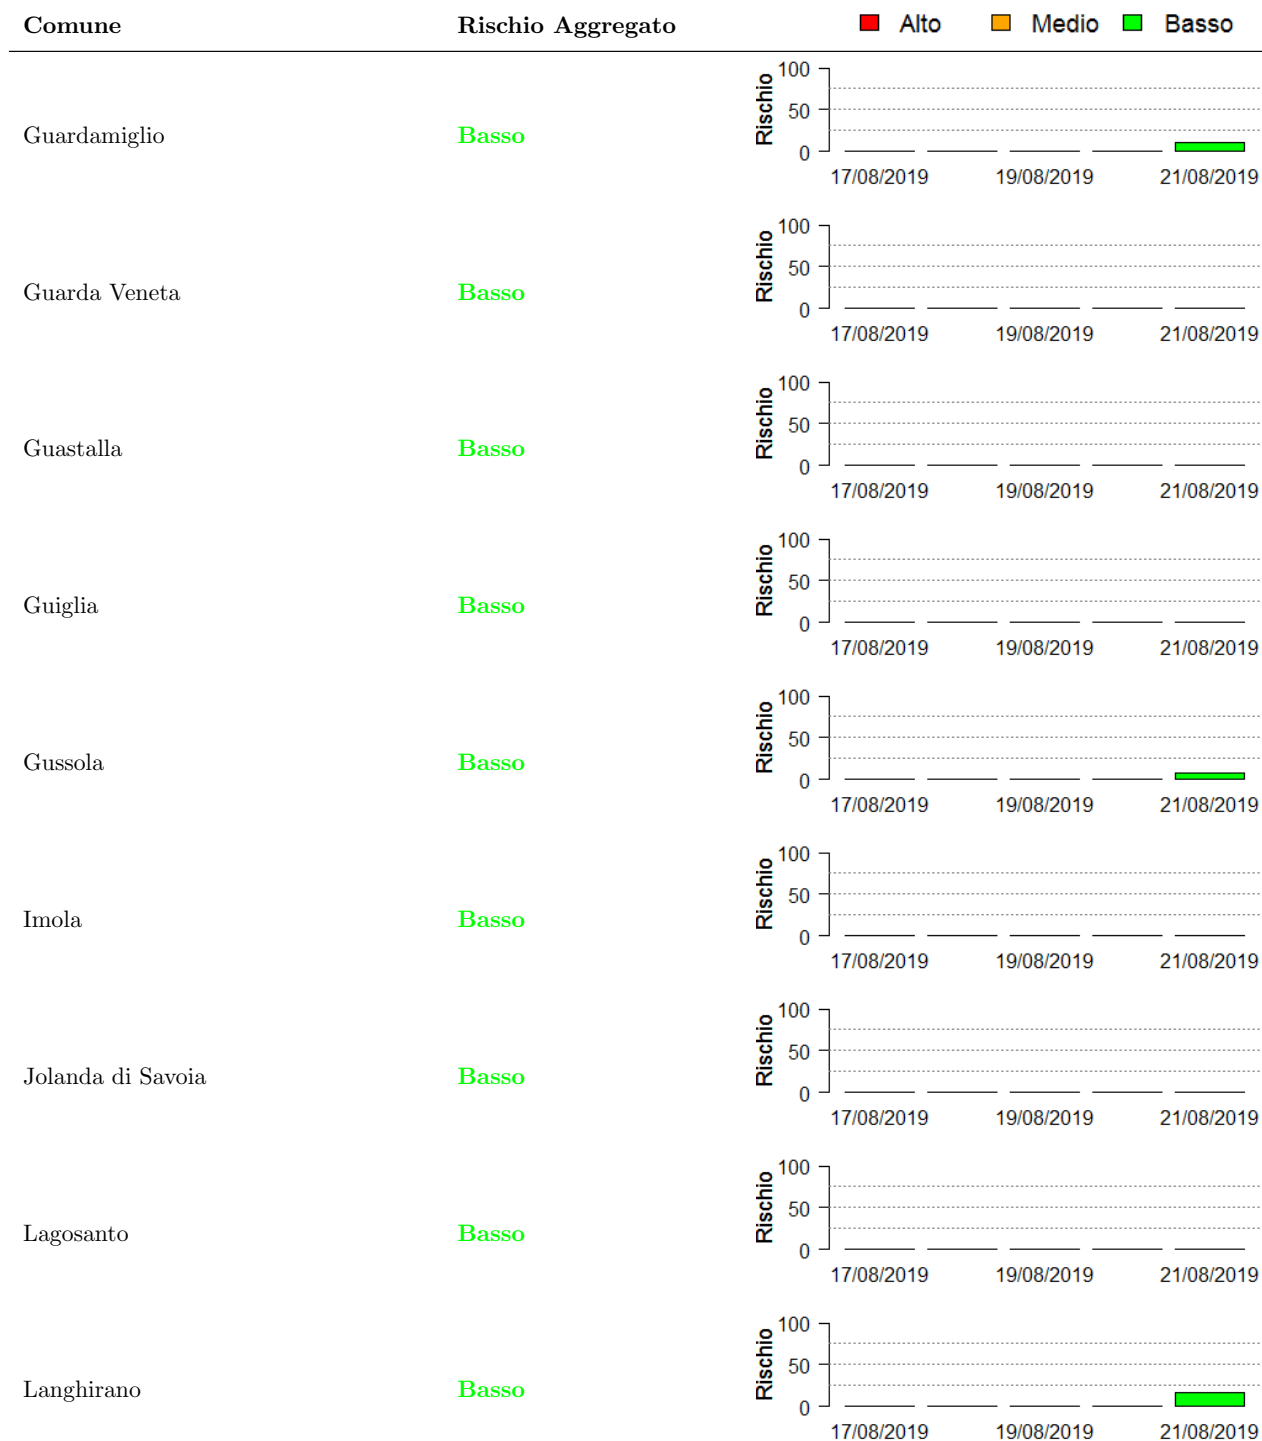 Comune Rischio Aggregato Alto Medio Basso
Guardamiglio Basso
Rischio
100
50
0
17/08/2019 19/08/2019 21/08/2019
Guarda Veneta Basso
Rischio
100
50
0
17/08/2019 19/08/2019 21/08/2019
Guastalla Basso
Rischio
100
50
0
17/08/2019 19/08/2019 21/08/2019
Guiglia Basso
Rischio
100
50
0
17/08/2019 19/08/2019 21/08/2019
Gussola Basso
Rischio
100
50
0
17/08/2019 19/08/2019 21/08/2019
Imola Basso
Rischio
100
50
0
17/08/2019 19/08/2019 21/08/2019
Jolanda di Savoia Basso
Rischio
100
50
0
17/08/2019 19/08/2019 21/08/2019
Lagosanto Basso
Rischio
100
50
0
17/08/2019 19/08/2019 21/08/2019
Langhirano Basso
Rischio
100
50
0
17/08/2019 19/08/2019 21/08/2019